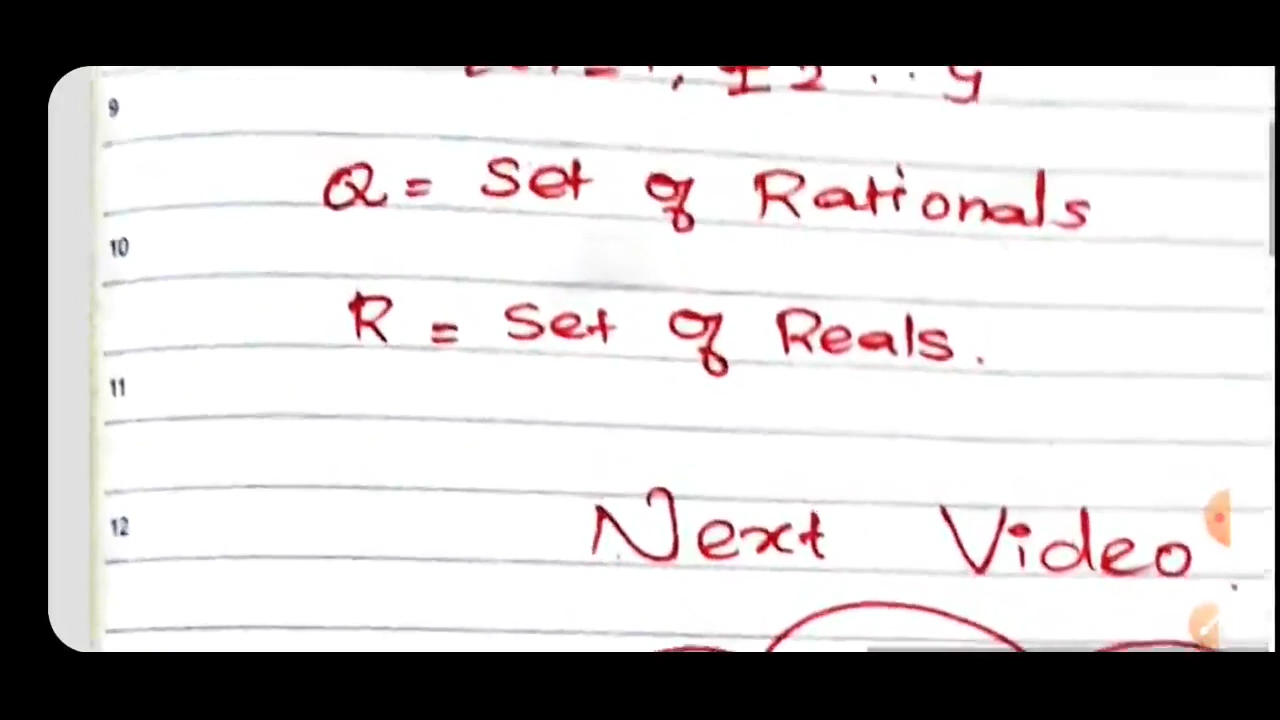 9
Q = Set of Rationals
10
R = Set of Reals.
11
Next Video
12